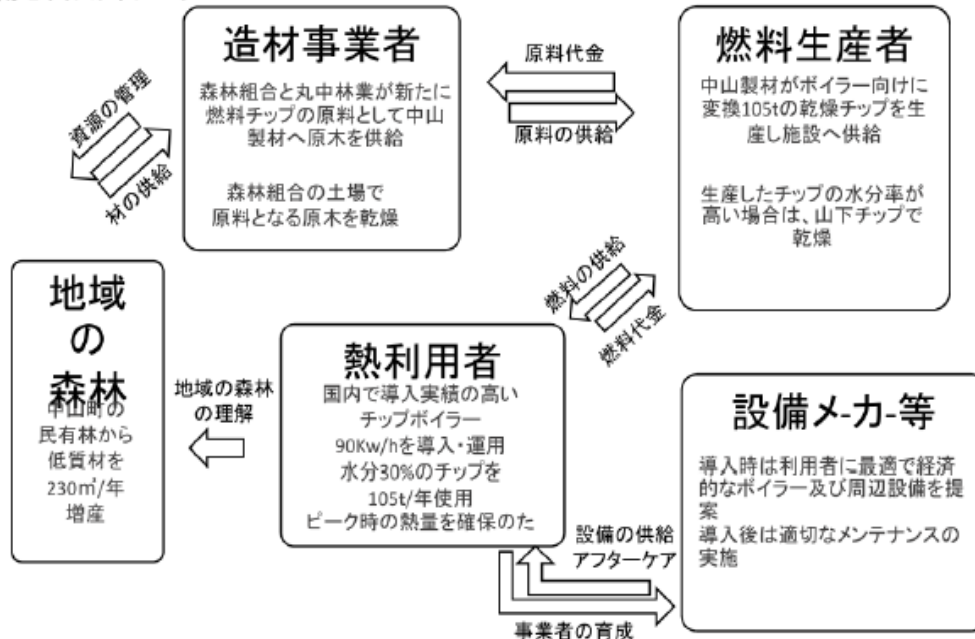 造材事業者
森林組合と丸中林業が新たに
燃料チップの原料として中山
製材へ原木を供給
森林組合の土場で
原料となる原木を乾燥
原料代金
原料の供給
燃料生産者
中山製材がボイラー向けに
変換105tの乾燥チップを生
産し施設へ供給
生産したチップの水分率が
高い場合は、山下チップで
乾燥
資源の管理
材の供給
燃料の供給
燃料代金
地域
の
森林
中山町の
民有林から
低質材を
230㎥/年
増産
地域の森林
の理解
熱利用者
国内で導入実績の高い
チップボイラー
90Kw/hを導入・運用
水分30%のチップを
105t/年使用
ピーク時の熱量を確保のた
設備メ-カ-等
導入時は利用者に最適で経済
的なボイラー及び周辺設備を提
案
導入後は適切なメンテナンスの
実施
設備の供給
アフターケア
事業者の育成